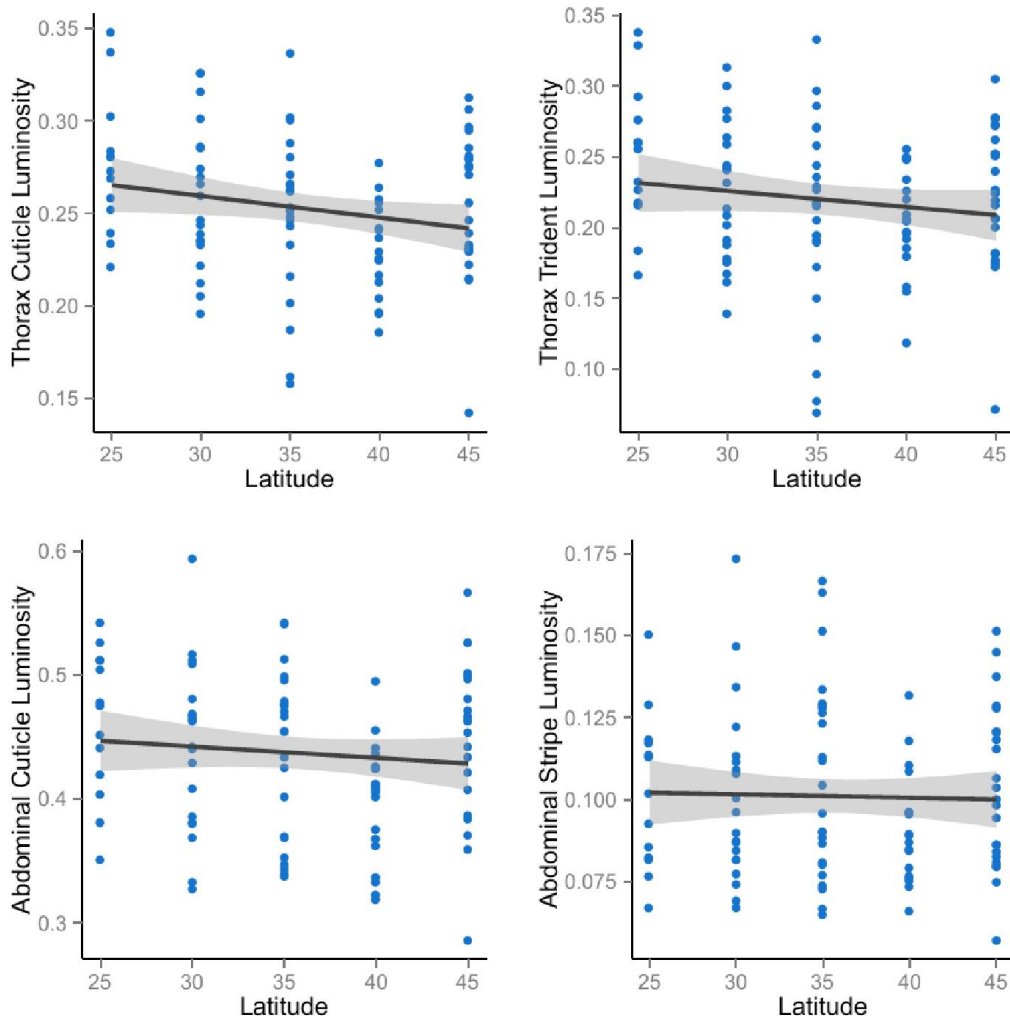 Thorax Cuticle Luminosity
0.35
0.30
0.25
0.20
0.15
25 30 35 40 45
Latitude
Thorax Trident Luminosity
0.35
0.30
0.25
0.20
0.15
0.10
25 30 35 40 45
Latitude
Abdominal Cuticle Luminosity
0.6
0.5
0.4
0.3
25 30 35 40 45
Latitude
Abdominal Stripe Luminosity
0.175
0.150
0.125
0.100
0.075
25 30 35 40 45
Latitude